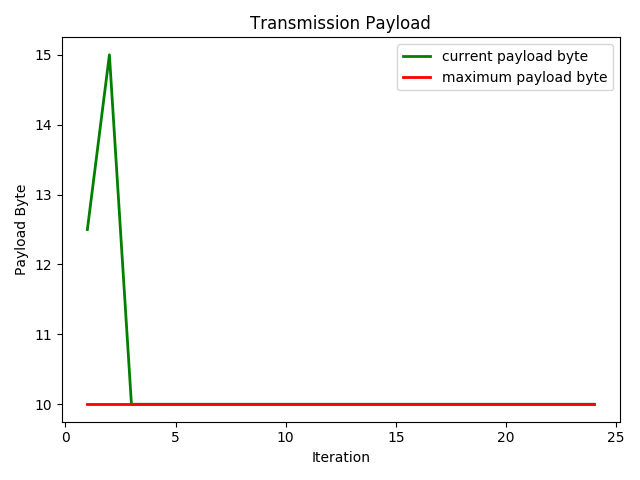 Transmission Payload
current payload byte
maximum payload byte
Payload Byte
15
14
13
12
11
10
0
5
10
15
20
25
Iteration